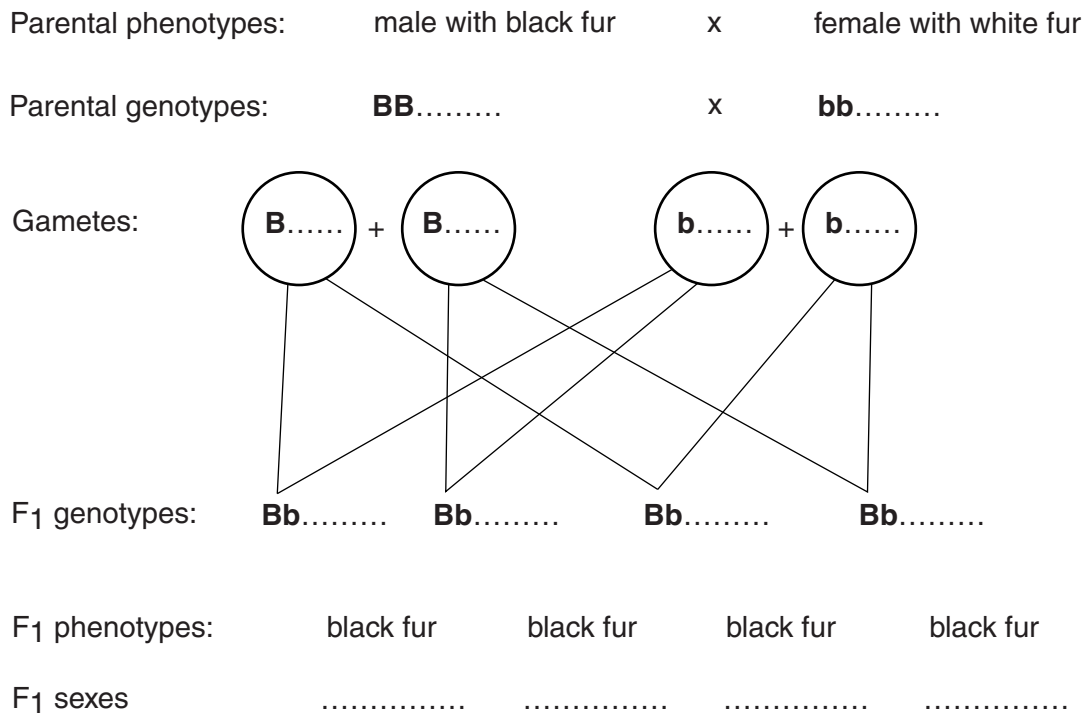 Parental phenotypes: male with black fur x female with white fur
Parental genotypes: BB......... x bb.........
Gametes: B...... + B...... b...... + b......
F1 genotypes: Bb......... Bb......... Bb......... Bb.........
F1 phenotypes: black fur black fur black fur black fur
F1 sexes ............... ............... ............... ...............